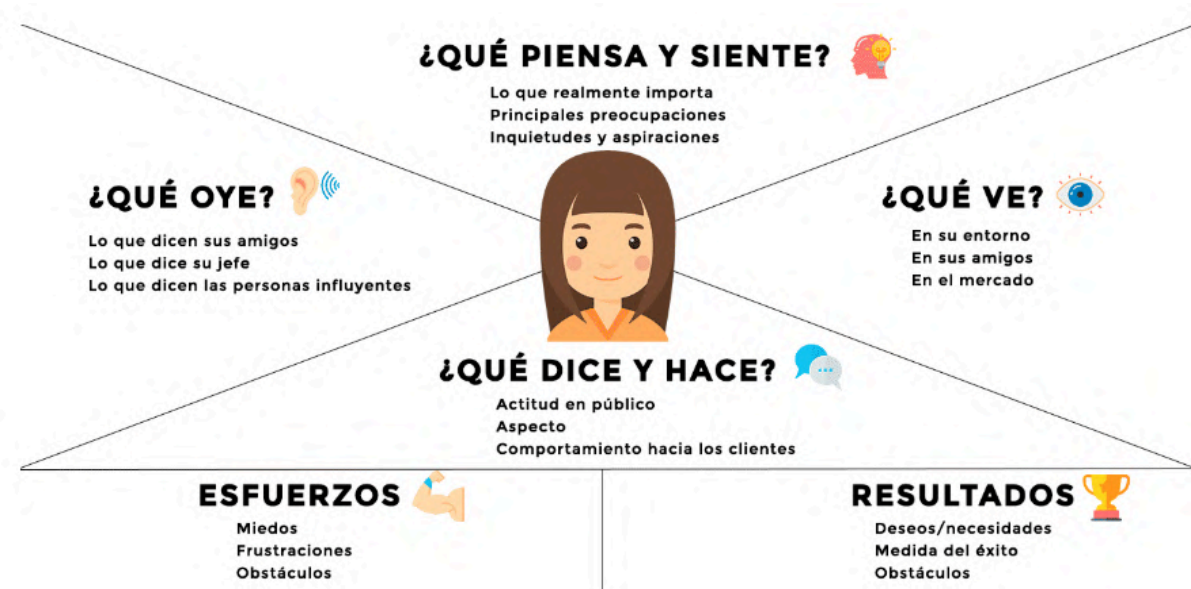 ¿QUÉ PIENSA Y SIENTE?
Lo que realmente importa
Principales preocupaciones
Inquietudes y aspiraciones
¿QUÉ OYE?
Lo que dicen sus amigos
Lo que dice su jefe
Lo que dicen las personas influyentes
¿QUÉ VE?
En su entorno
En sus amigos
En el mercado
¿QUÉ DICE Y HACE?
Actitud en público
Aspecto
Comportamiento hacia los clientes
ESFUERZOS
Miedos
Frustraciones
Obstáculos
RESULTADOS
Deseos/necesidades
Medida del éxito
Obstáculos